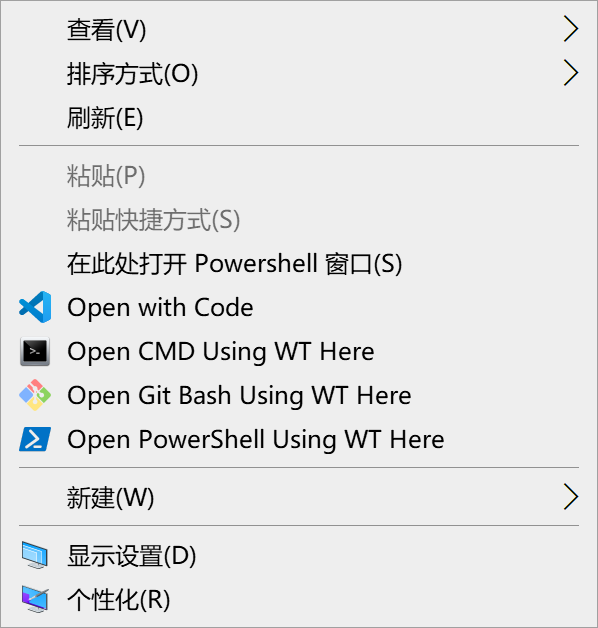 查看(V)
排序方式(O)
刷新(E)
粘贴(P)
粘贴快捷方式(S)
在此处打开 Powershell 窗口(S)
Open with Code
Open CMD Using WT Here
Open Git Bash Using WT Here
Open PowerShell Using WT Here
新建(W)
显示设置(D)
个性化(R)